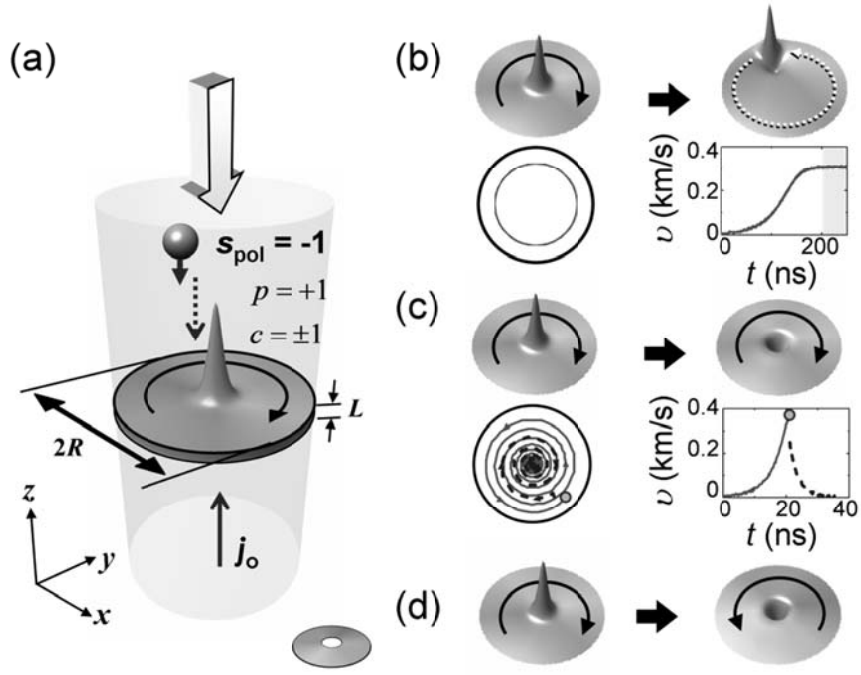 (a)
s_pol = -1
p = +1
c = ±1
L
2R
z
y
x
j_o
(b)
υ (km/s)
0.4
0.2
0
0
200
t (ns)
(c)
υ (km/s)
0.4
0.2
0
0
20
40
t (ns)
(d)